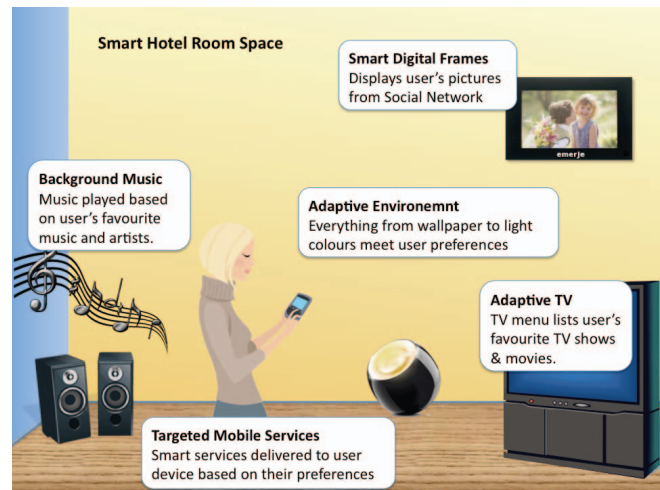 Smart Hotel Room Space
Smart Digital Frames
Displays user's pictures
from Social Network
emerje
Background Music
Music played based
on user's favourite
music and artists.
Adaptive Environemnt
Everything from wallpaper to light
colours meet user preferences
Adaptive TV
TV menu lists user's
favourite TV shows
& movies.
Targeted Mobile Services
Smart services delivered to user
device based on their preferences